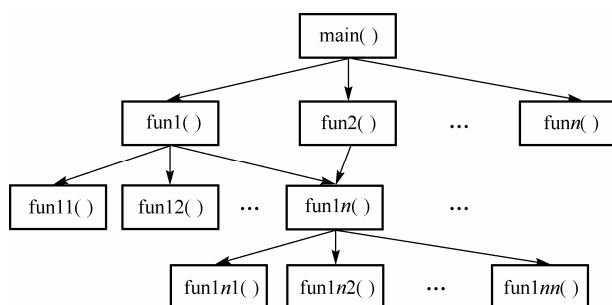 main( )
fun1( ) fun2( ) ... funn( )
fun11( ) fun12( ) ... fun1n( ) ...
fun1n1( ) fun1n2( ) ... fun1nn( )